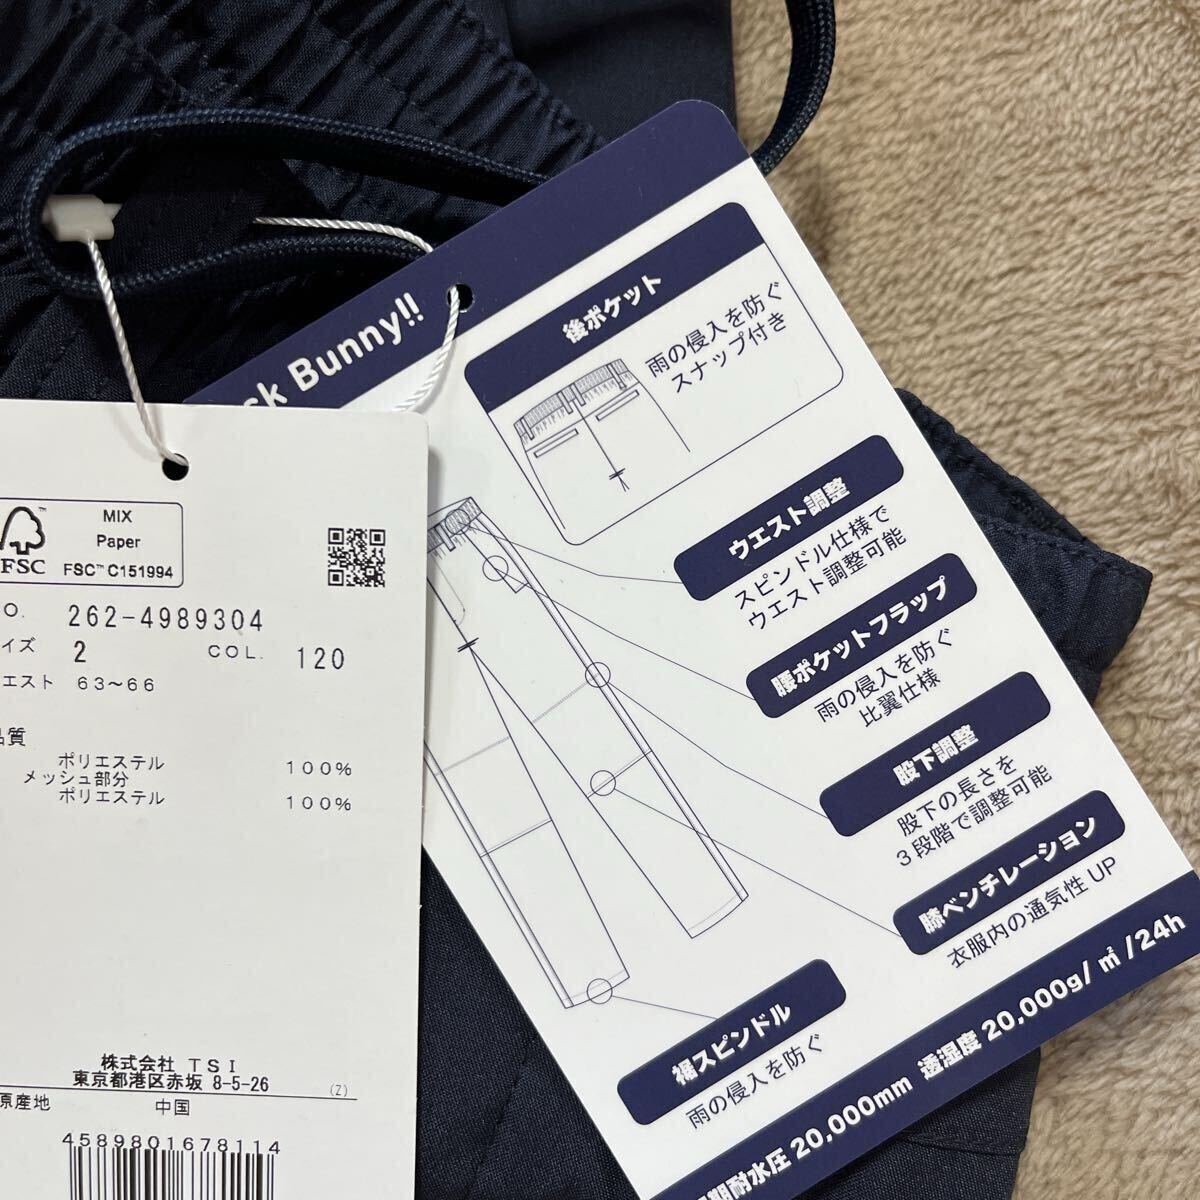 Bunny!!
後ポケット
雨の侵入を防ぐ
スナップ付き
ウエスト調整
スピンドル仕様で
ウエスト調整可能
腰ポケットフラップ
雨の侵入を防ぐ
比翼仕様
股下調整
股下の長さを
3段階で調整可能
膝ベンチレーション
衣服内の通気性UP
裾スピンドル
雨の侵入を防ぐ
期耐水圧 20,000mm 透湿度 20,000g/㎡/24h
FSC
MIX
Paper
FSC™ C151994
O. 262-4989304
イズ 2 COL. 120
エスト 63～66
品質
ポリエステル 100%
メッシュ部分
ポリエステル 100%
株式会社 TSI
東京都港区赤坂 8-5-26
(Z)
原産地 中国
4589801678114